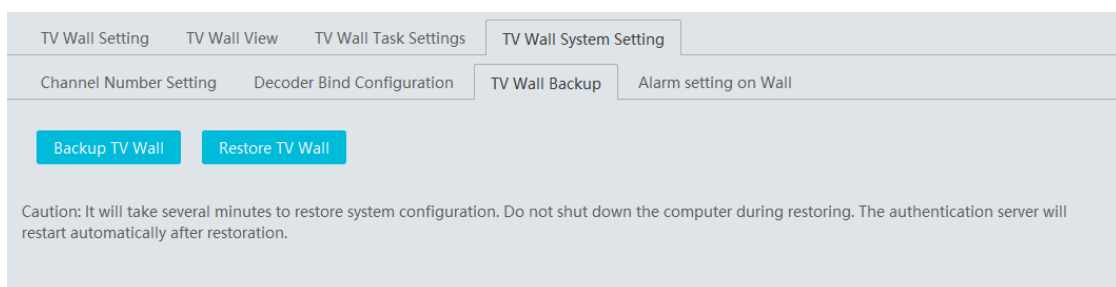 TV Wall Setting TV Wall View TV Wall Task Settings TV Wall System Setting
Channel Number Setting Decoder Bind Configuration TV Wall Backup Alarm setting on Wall
Backup TV Wall Restore TV Wall
Caution: It will take several minutes to restore system configuration. Do not shut down the computer during restoring. The authentication server will
restart automatically after restoration.